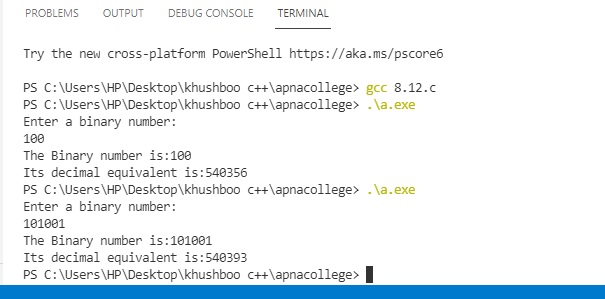 PROBLEMS OUTPUT DEBUG CONSOLE TERMINAL
Try the new cross-platform PowerShell https://aka.ms/pscore6
PS C:\Users\HP\Desktop\khushboo c++\apnacollege> gcc 8.12.c
PS C:\Users\HP\Desktop\khushboo c++\apnacollege> .\a.exe
Enter a binary number:
100
The Binary number is:100
Its decimal equivalent is:540356
PS C:\Users\HP\Desktop\khushboo c++\apnacollege> .\a.exe
Enter a binary number:
101001
The Binary number is:101001
Its decimal equivalent is:540393
PS C:\Users\HP\Desktop\khushboo c++\apnacollege>